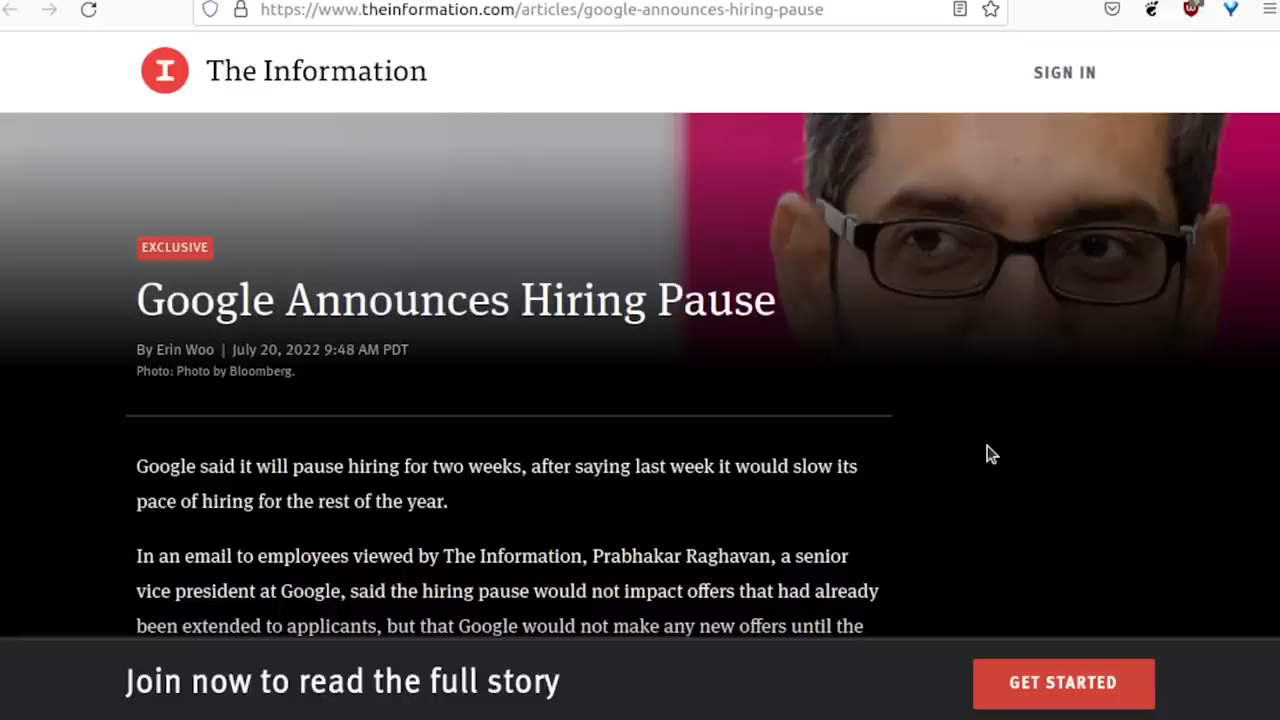 https://www.theinformation.com/articles/google-announces-hiring-pause
The Information
SIGN IN
EXCLUSIVE
Google Announces Hiring Pause
By Erin Woo | July 20, 2022 9:48 AM PDT
Photo: Photo by Bloomberg.
Google said it will pause hiring for two weeks, after saying last week it would slow its
pace of hiring for the rest of the year.
In an email to employees viewed by The Information, Prabhakar Raghavan, a senior
vice president at Google, said the hiring pause would not impact offers that had already
been extended to applicants, but that Google would not make any new offers until the
Join now to read the full story
GET STARTED